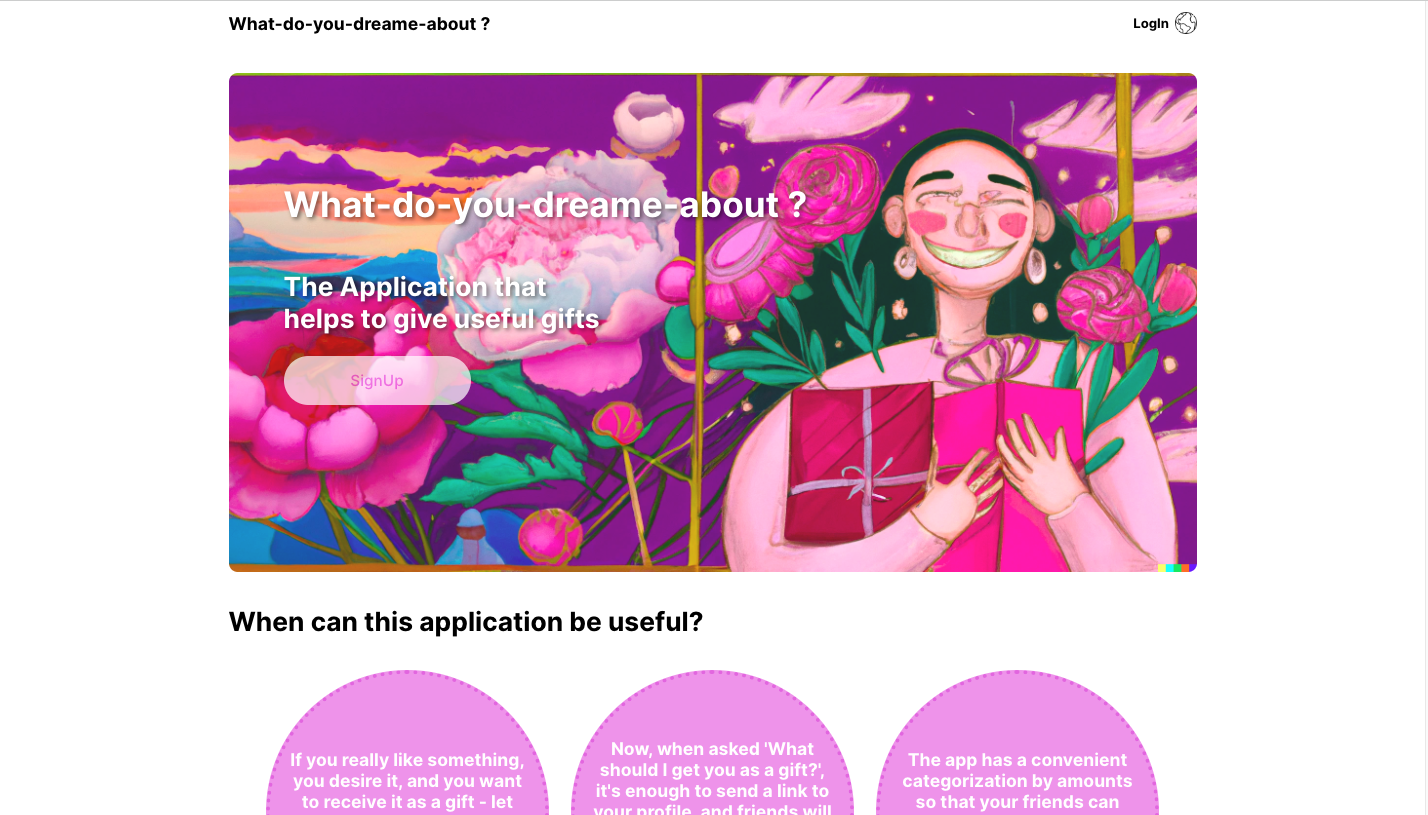 What-do-you-dreame-about ?
LogIn
What-do-you-dreame-about ?
The Application that
helps to give useful gifts
SignUp
When can this application be useful?
If you really like something,
you desire it, and you want
to receive it as a gift - let
Now, when asked 'What
should I get you as a gift?',
it's enough to send a link to
your profile, and friends will
The app has a convenient
categorization by amounts
so that your friends can